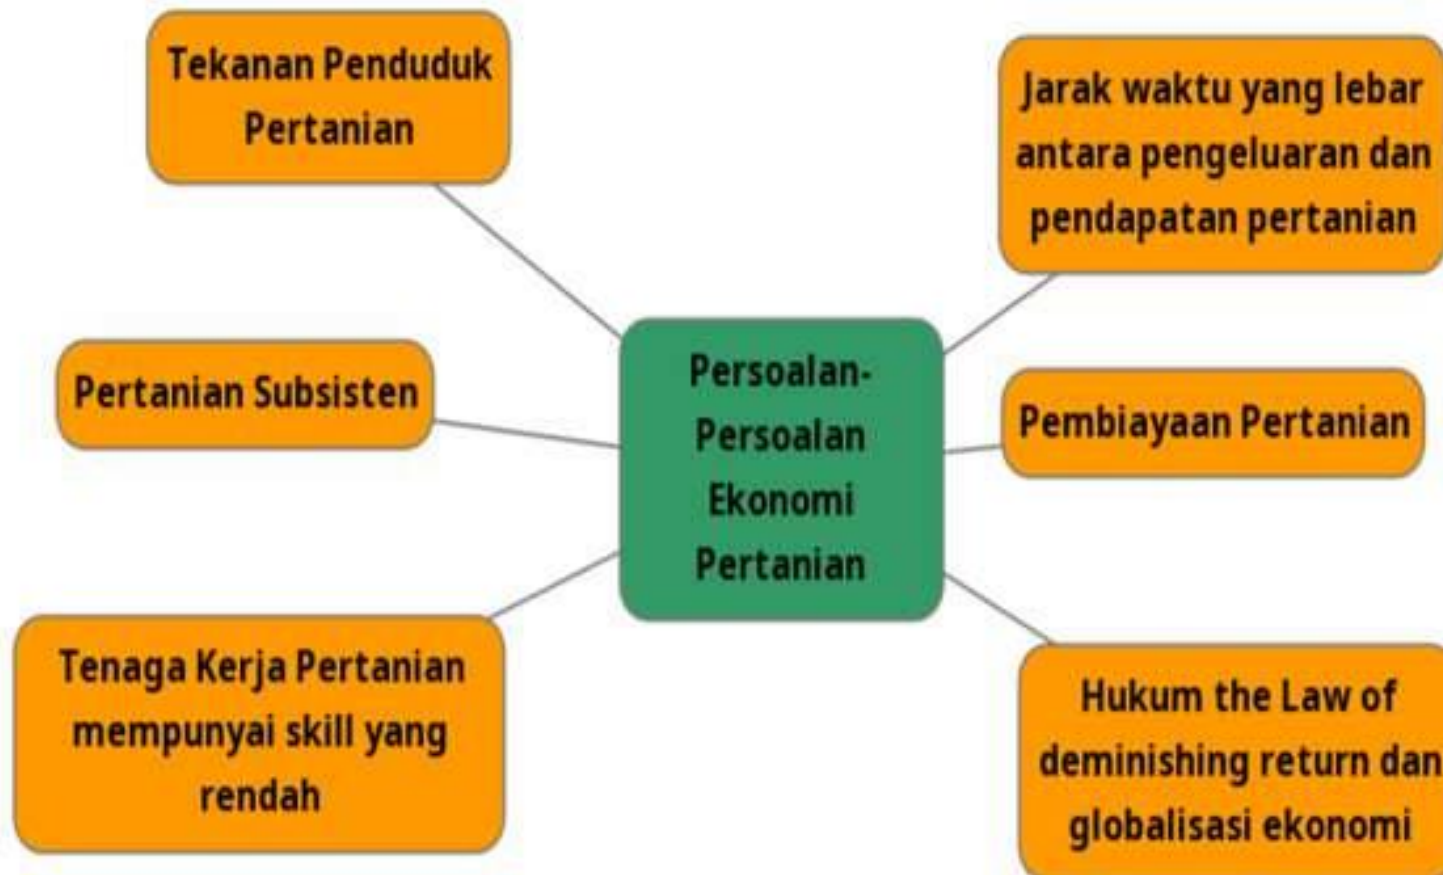 Tekanan Penduduk
Pertanian
Jarak waktu yang lebar
antara pengeluaran dan
pendapatan pertanian
Pertanian Subsisten
Persoalan-
Persoalan
Ekonomi
Pertanian
Pembiayaan Pertanian
Tenaga Kerja Pertanian
mempunyai skill yang
rendah
Hukum the Law of
deminishing return dan
globalisasi ekonomi